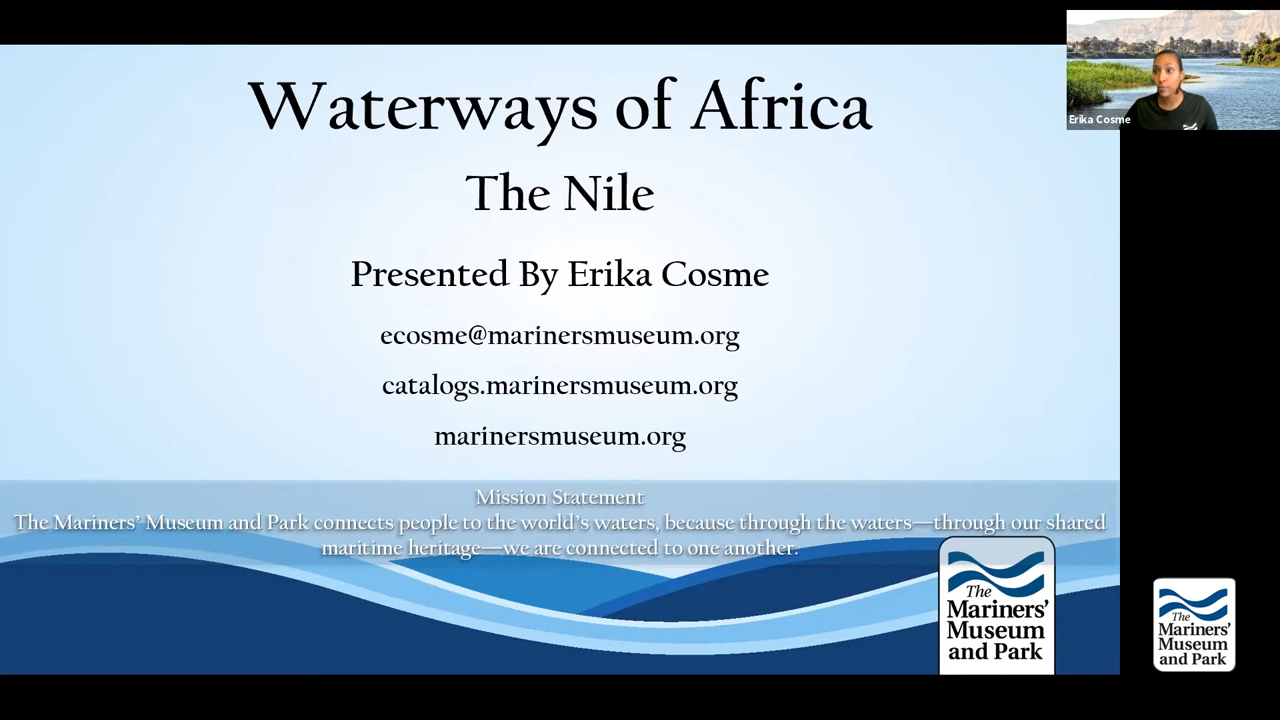 Waterways of Africa
The Nile
Presented By Erika Cosme
ecosme@marinersmuseum.org
catalogs.marinersmuseum.org
marinersmuseum.org
Mission Statement
The Mariners' Museum and Park connects people to the world's waters, because through the waters—through our shared
maritime heritage—we are connected to one another.
The
Mariners'
Museum
and Park
Erika Cosme
The
Mariners'
Museum
and Park